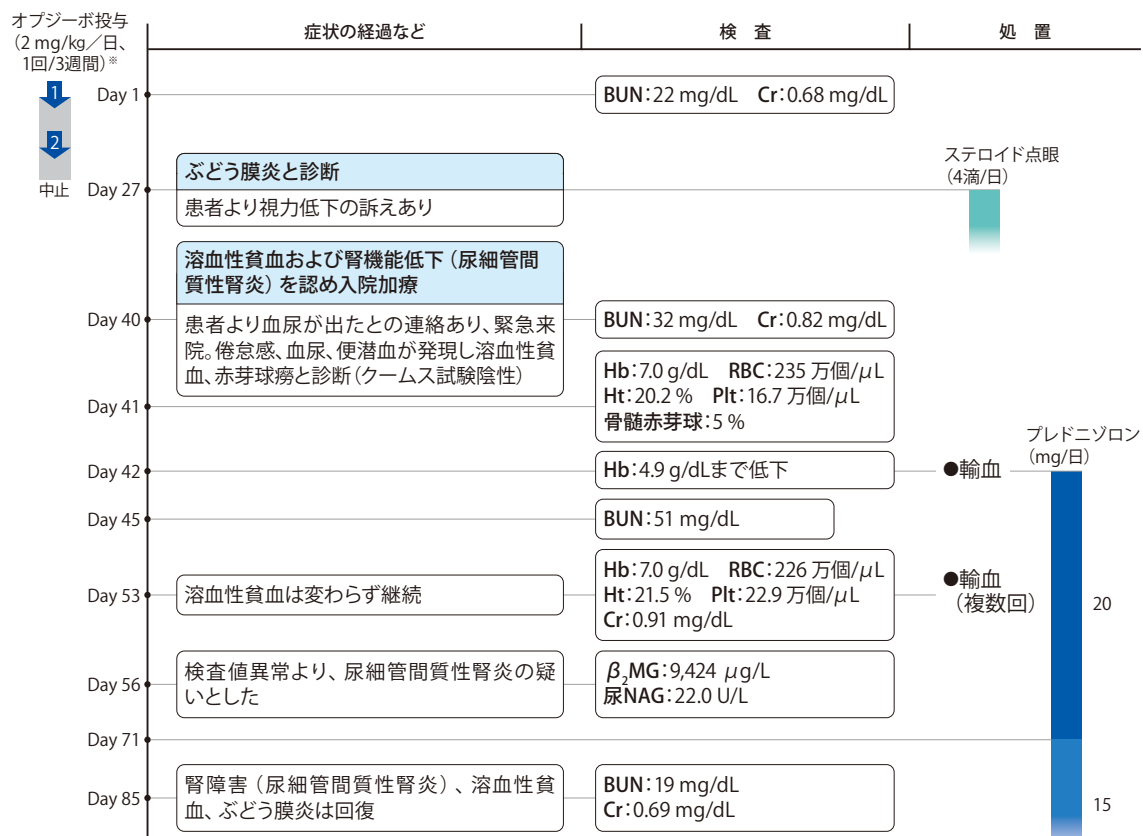 オプジーボ投与
（2 mg/kg／日、
1回/3週間）※
症状の経過など
検 査
処 置
1
2
中止
Day 1
BUN：22 mg/dL Cr：0.68 mg/dL
Day 27
ぶどう膜炎と診断
患者より視力低下の訴えあり
ステロイド点眼
（4滴/日）
溶血性貧血および腎機能低下（尿細管間
質性腎炎）を認め入院加療
Day 40
患者より血尿が出たとの連絡あり、緊急来
院。倦怠感、血尿、便潜血が発現し溶血性貧
血、赤芽球癆と診断（クームス試験陰性）
BUN：32 mg/dL Cr：0.82 mg/dL
Day 41
Hb：7.0 g/dL RBC：235 万個/μL
Ht：20.2 % Plt：16.7 万個/μL
骨髄赤芽球：5 %
プレドニゾロン
（mg/日）
Day 42
Hb：4.9 g/dLまで低下
●輸血
Day 45
BUN：51 mg/dL
Day 53
溶血性貧血は変わらず継続
Hb：7.0 g/dL RBC：226 万個/μL
Ht：21.5 % Plt：22.9 万個/μL
Cr：0.91 mg/dL
●輸血
（複数回）
20
Day 56
検査値異常より、尿細管間質性腎炎の疑
いとした
β₂MG：9,424 μg/L
尿NAG：22.0 U/L
Day 71
Day 85
腎障害（尿細管間質性腎炎）、溶血性貧
血、ぶどう膜炎は回復
BUN：19 mg/dL
Cr：0.69 mg/dL
15